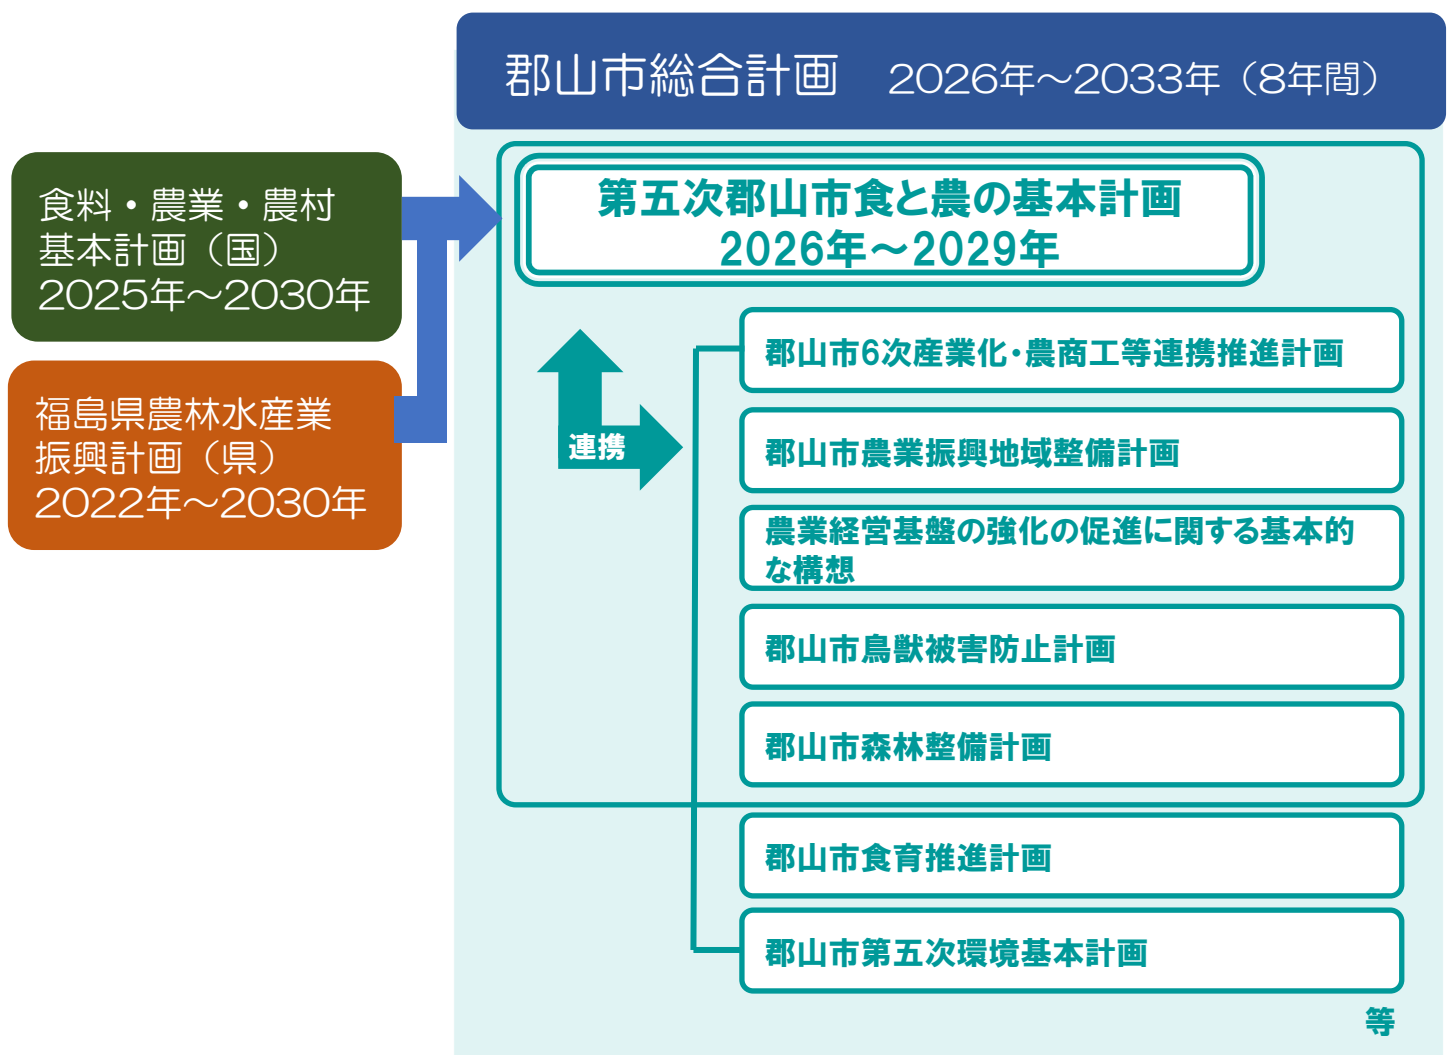 郡山市総合計画　2026年～2033年（8年間）
食料・農業・農村
基本計画（国）
2025年～2030年
福島県農林水産業
振興計画（県）
2022年～2030年
第五次郡山市食と農の基本計画
2026年～2029年
連携
郡山市6次産業化・農商工等連携推進計画
郡山市農業振興地域整備計画
農業経営基盤の強化の促進に関する基本的
な構想
郡山市鳥獣被害防止計画
郡山市森林整備計画
郡山市食育推進計画
郡山市第五次環境基本計画
等